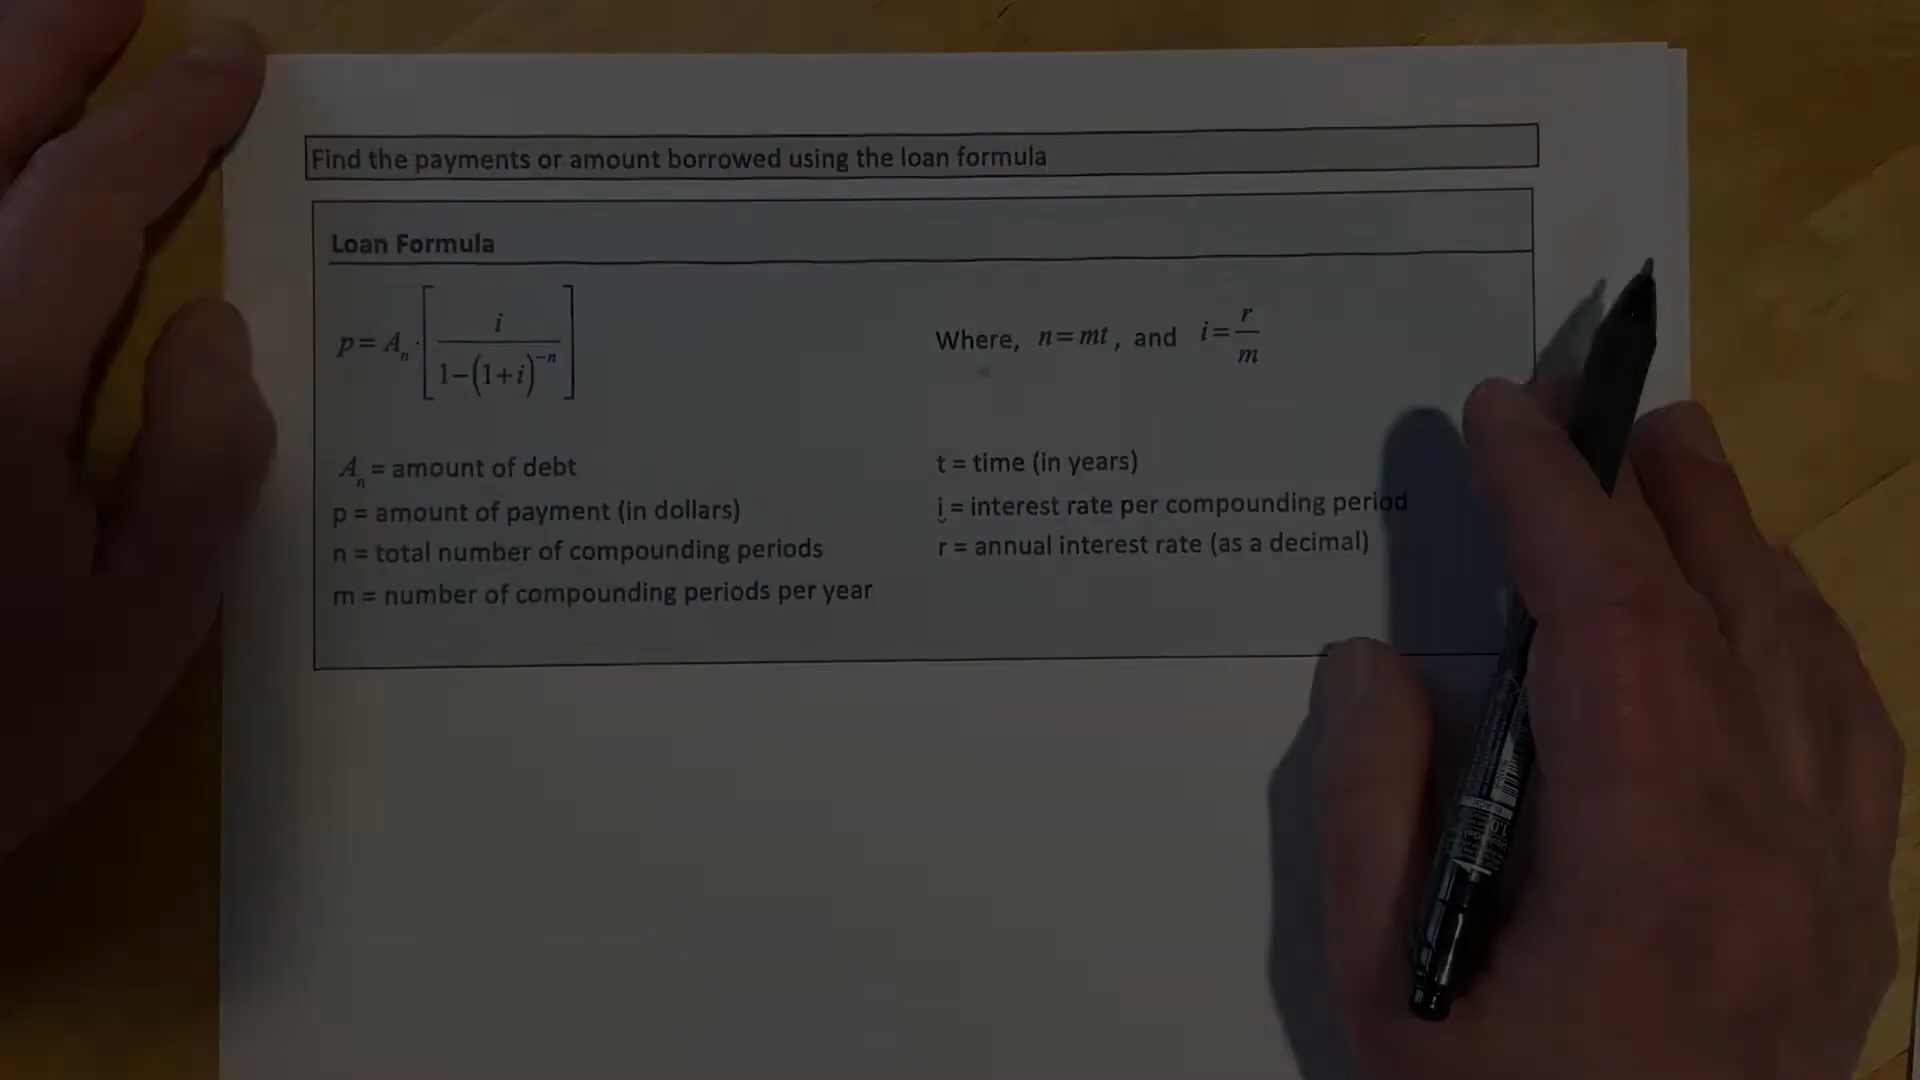 Find the payments or amount borrowed using the loan formula
Loan Formula
p = Aₙ · [ i / (1−(1+i)⁻ⁿ) ]
Where, n=mt, and i = r/m
Aₙ = amount of debt
p = amount of payment (in dollars)
n = total number of compounding periods
m = number of compounding periods per year
t = time (in years)
i = interest rate per compounding period
r = annual interest rate (as a decimal)